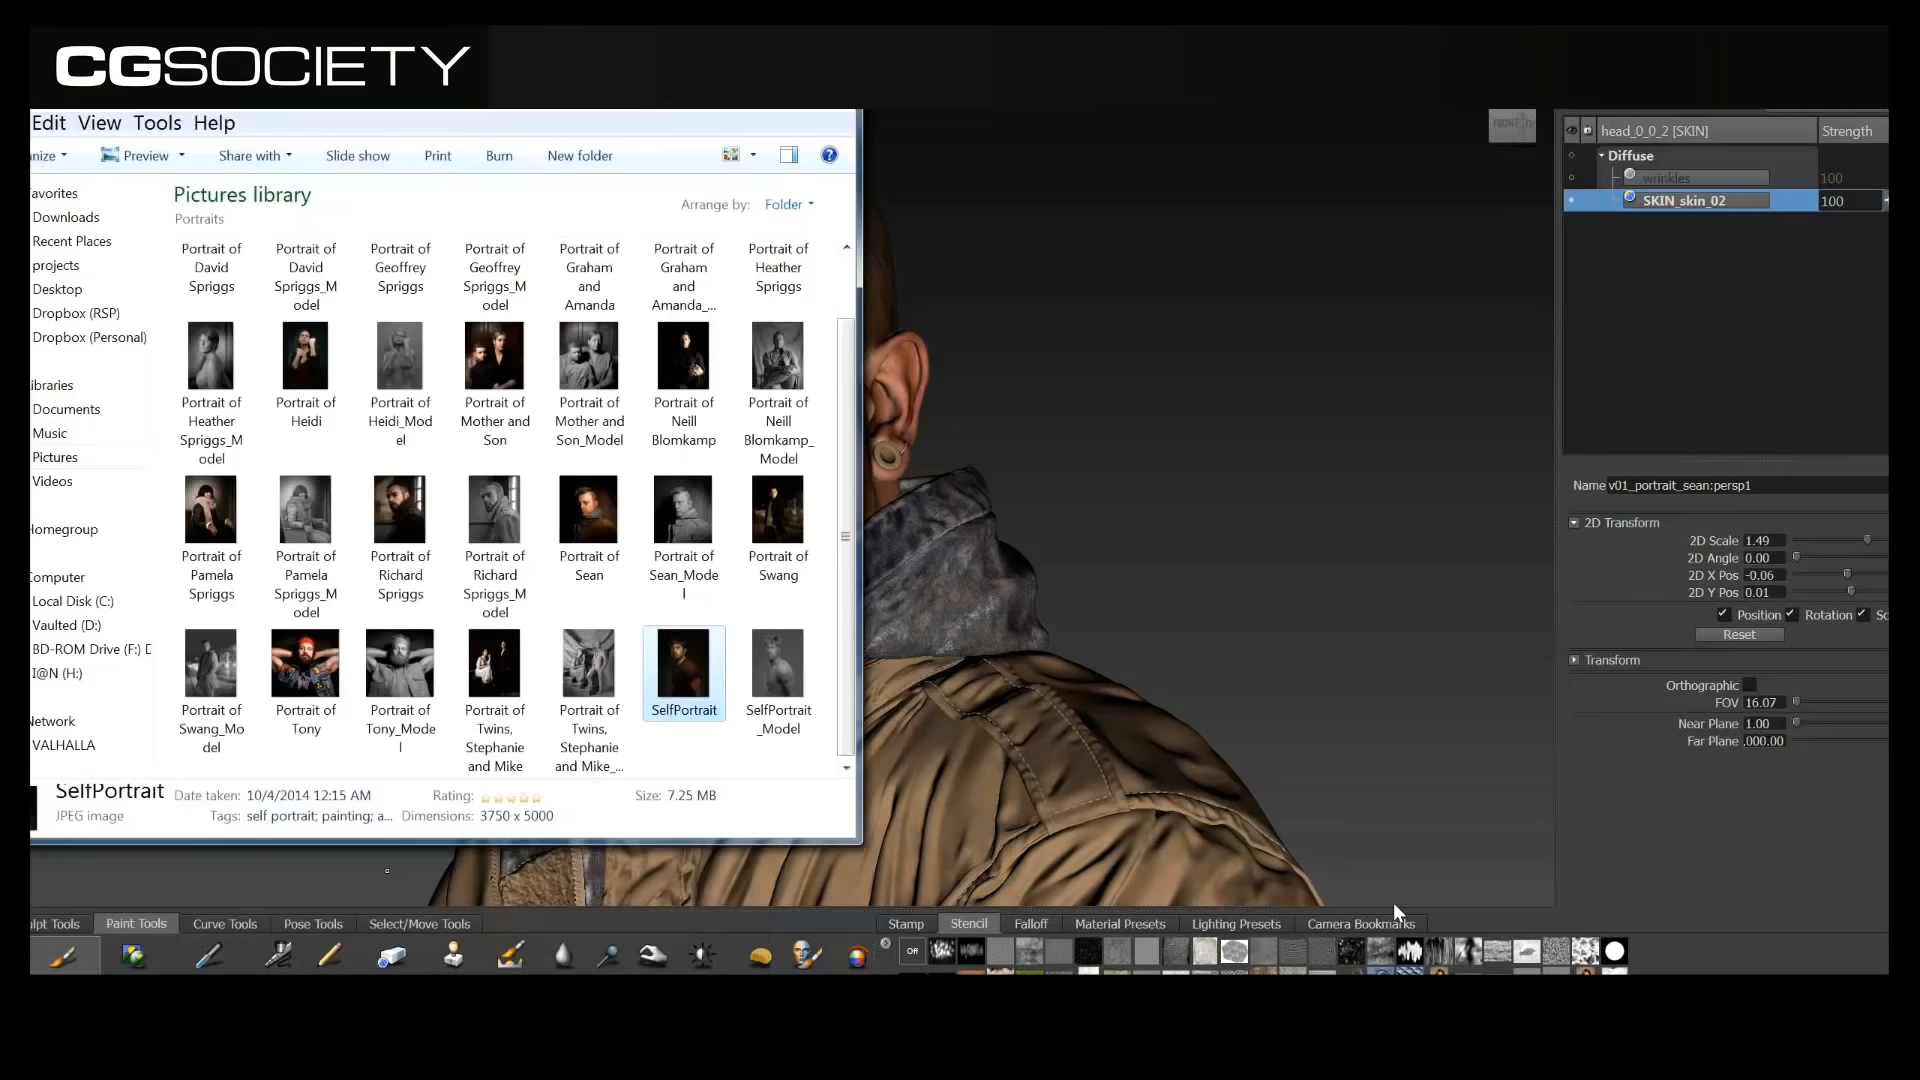 CGSOCIETY
Edit View Tools Help
nize Preview Share with Slide show Print Burn New folder
Pictures library
Portraits
Arrange by: Folder
avorites
Downloads
Recent Places
projects
Desktop
Dropbox (RSP)
Dropbox (Personal)
ibraries
Documents
Music
Pictures
Videos
Homegroup
Computer
Local Disk (C:)
Vaulted (D:)
BD-ROM Drive (F:) D
I@N (H:)
Network
VALHALLA
Portrait of David Spriggs
Portrait of David Spriggs_Model
Portrait of Geoffrey Spriggs
Portrait of Geoffrey Spriggs_Model
Portrait of Graham and Amanda
Portrait of Graham and Amanda_...
Portrait of Heather Spriggs
Portrait of Heather Spriggs_Model
Portrait of Heidi
Portrait of Heidi_Model
Portrait of Mother and Son
Portrait of Mother and Son_Model
Portrait of Neill Blomkamp
Portrait of Neill Blomkamp_Model
Portrait of Pamela Spriggs
Portrait of Pamela Spriggs_Model
Portrait of Richard Spriggs
Portrait of Richard Spriggs_Model
Portrait of Sean
Portrait of Sean_Model
Portrait of Swang
Portrait of Swang_Model
Portrait of Tony
Portrait of Tony_Model
Portrait of Twins, Stephanie and Mike
Portrait of Twins, Stephanie and Mike_...
SelfPortrait
SelfPortrait_Model
SelfPortrait Date taken: 10/4/2014 12:15 AM Rating: Size: 7.25 MB
JPEG image Tags: self portrait; painting; a... Dimensions: 3750 x 5000
FRONT
head_0_0_2 [SKIN] Strength
Diffuse
wrinkles 100
SKIN_skin_02 100
Name v01_portrait_sean:persp1
2D Transform
2D Scale 1.49
2D Angle 0.00
2D X Pos -0.06
2D Y Pos 0.01
Position Rotation Sc
Reset
Transform
Orthographic
FOV 16.07
Near Plane 1.00
Far Plane .000.00
ulpt Tools Paint Tools Curve Tools Pose Tools Select/Move Tools
Stamp Stencil Falloff Material Presets Lighting Presets Camera Bookmarks
Off